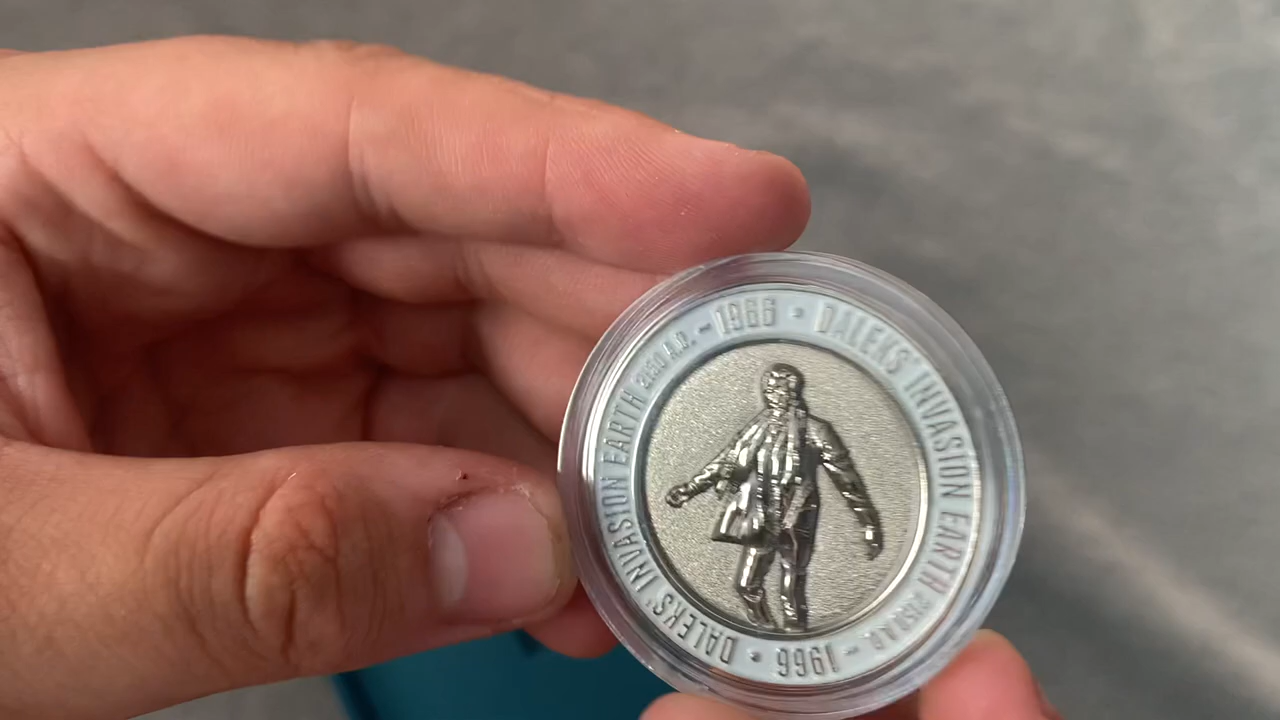 DALEKS' INVASION EARTH 2150 A.D. ~ 1966 •
DALEKS' INVASION EARTH 2150 A.D. ~ 1966 •